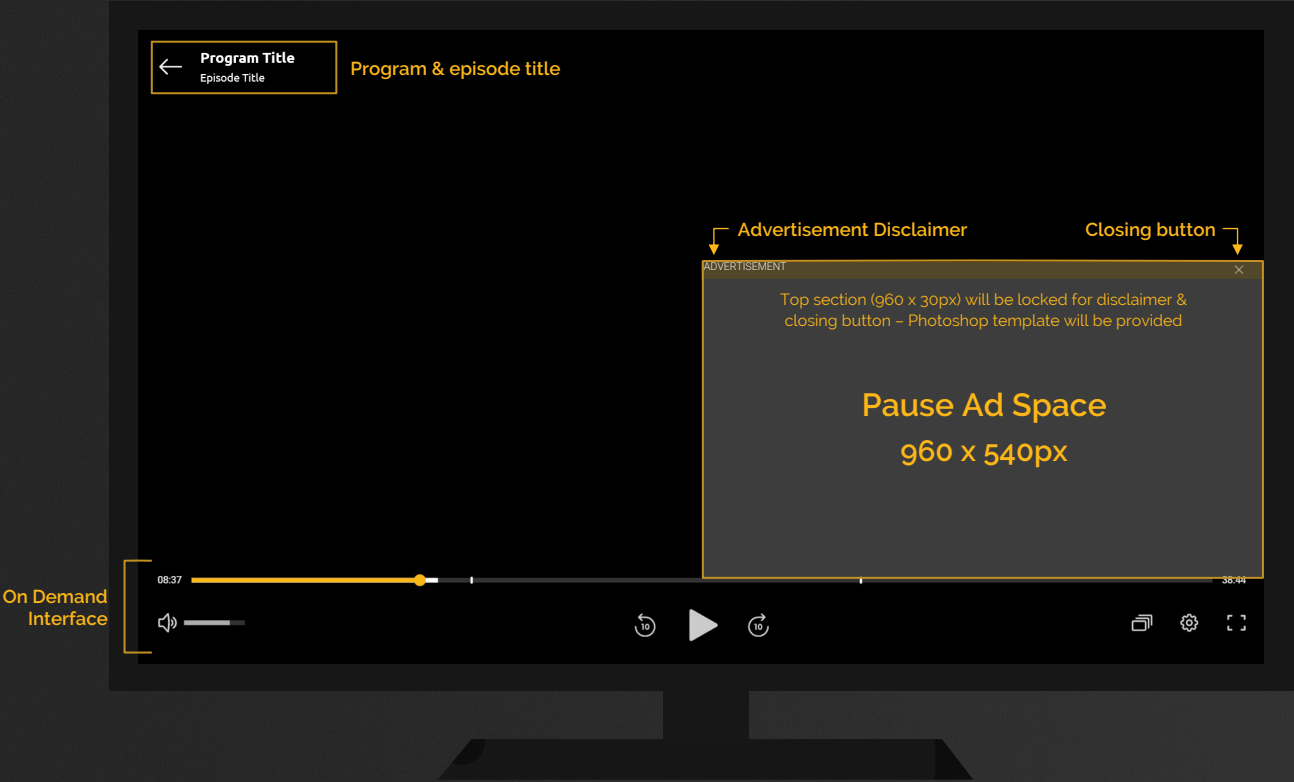 Program Title
Episode Title
Program & episode title
Advertisement Disclaimer
Closing button
ADVERTISEMENT
Top section (960 x 30px) will be locked for disclaimer &
closing button – Photoshop template will be provided
Pause Ad Space
960 x 540px
08:37
38:44
On Demand
Interface
10
10